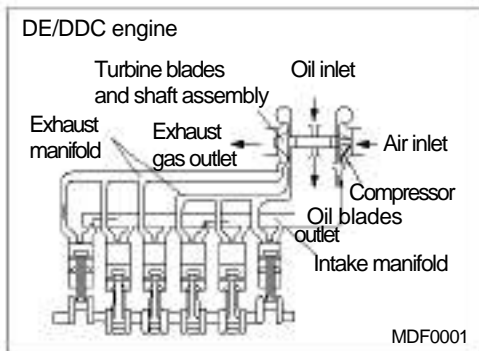 DE/DDC engine
Turbine blades
and shaft assembly
Oil inlet
Exhaust
manifold
Exhaust
gas outlet
Air inlet
Compressor
blades
Oil
outlet
Intake manifold
MDF0001